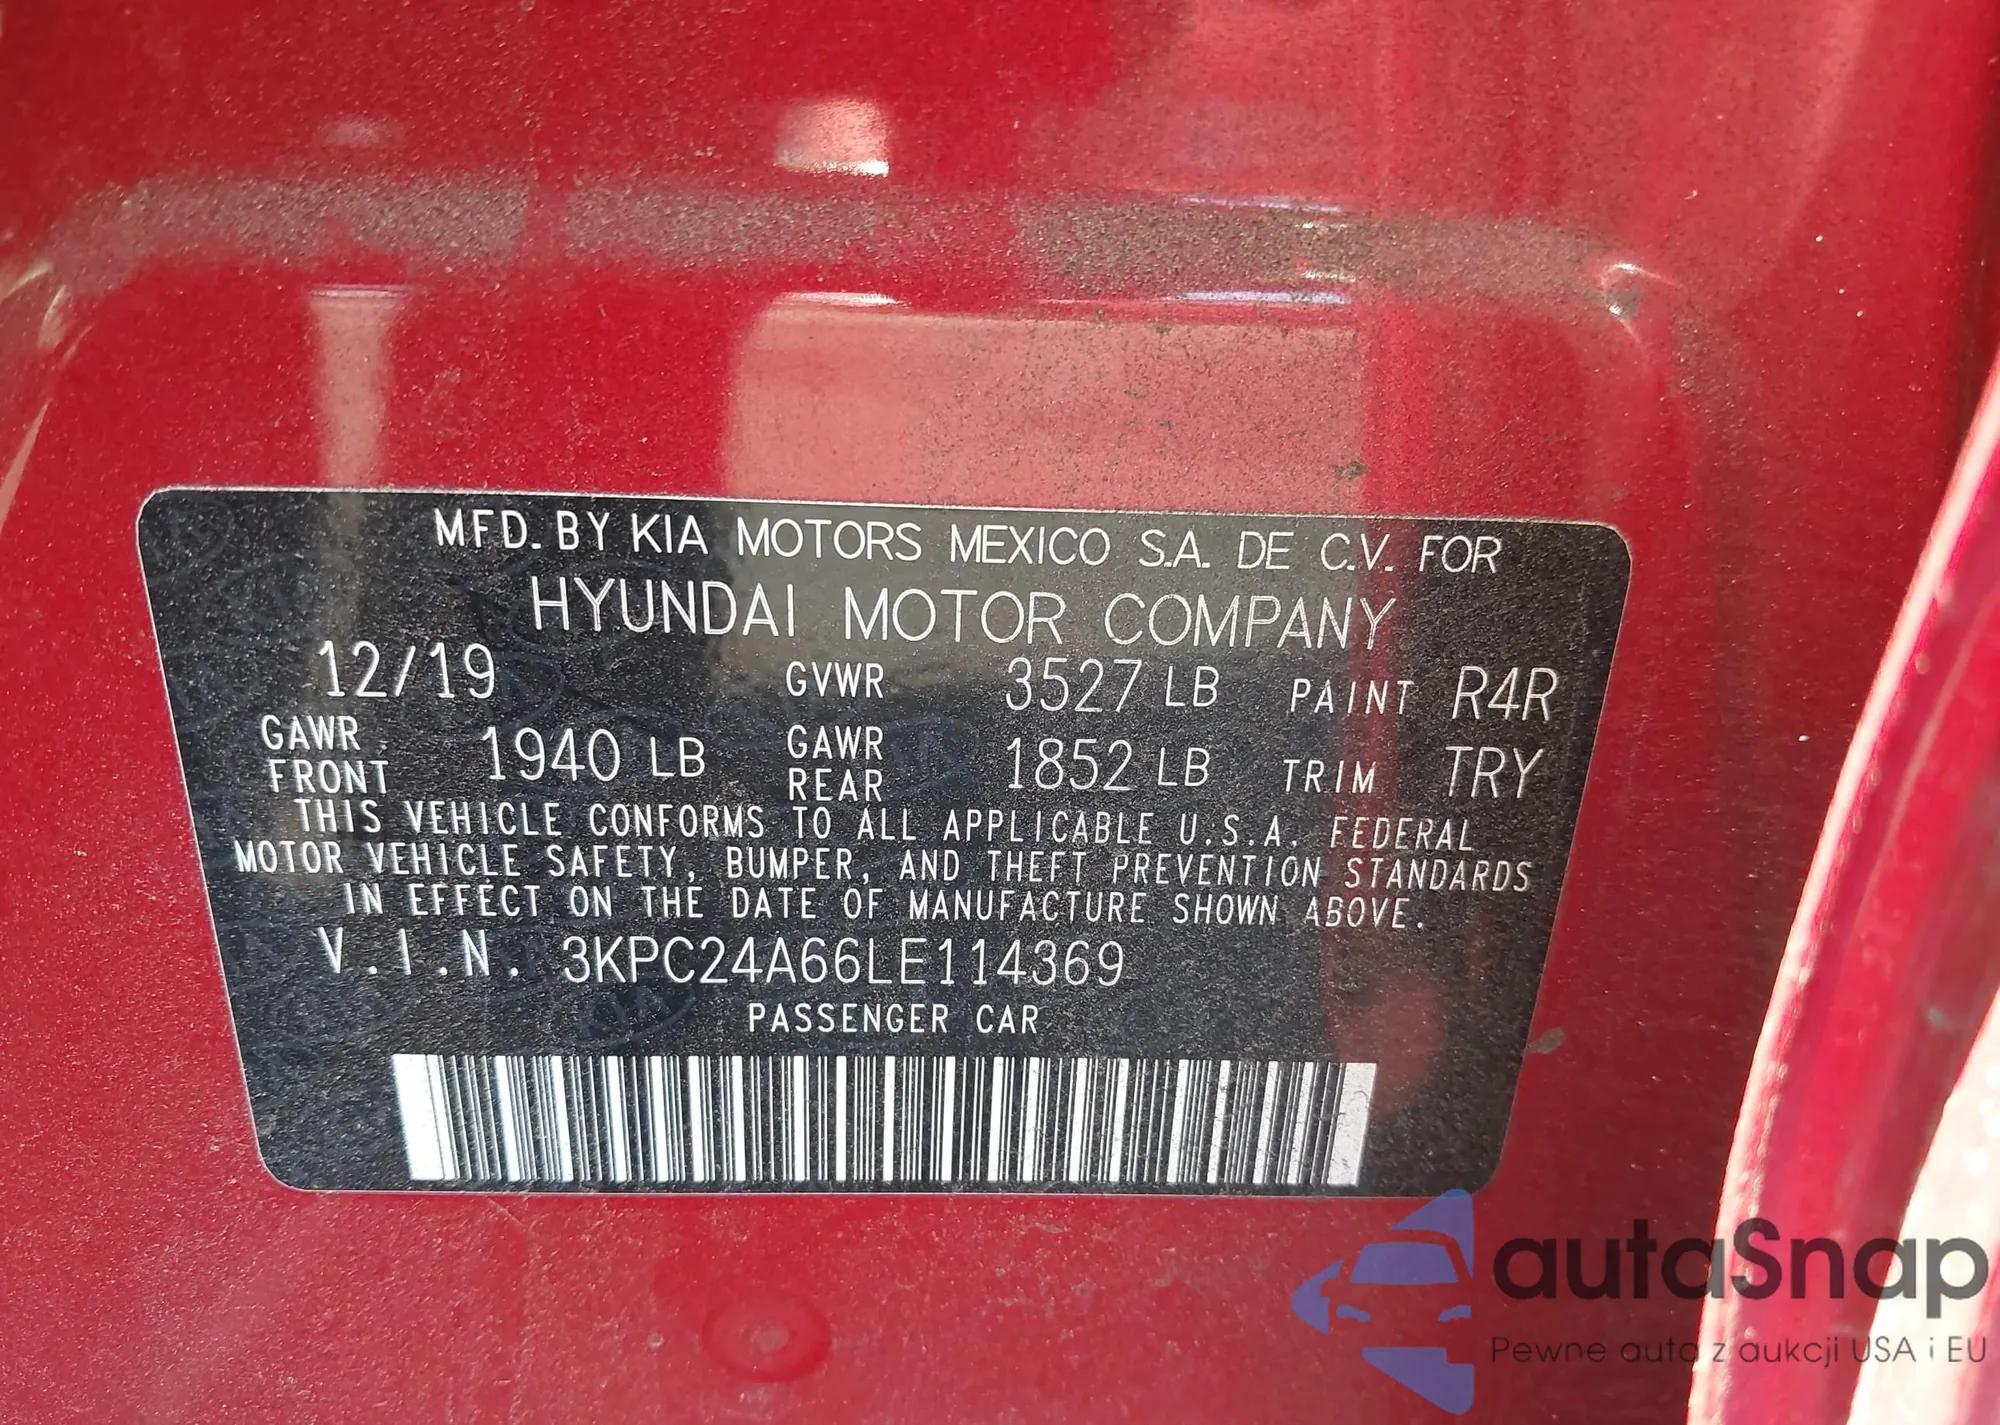 MFD. BY KIA MOTORS MEXICO S.A. DE C.V. FOR
HYUNDAI MOTOR COMPANY
12/19 GVWR 3527 LB PAINT R4R
GAWR FRONT 1940 LB GAWR REAR 1852 LB TRIM TRY
THIS VEHICLE CONFORMS TO ALL APPLICABLE U.S.A. FEDERAL
MOTOR VEHICLE SAFETY, BUMPER, AND THEFT PREVENTION STANDARDS
IN EFFECT ON THE DATE OF MANUFACTURE SHOWN ABOVE.
V.I.N. 3KPC24A66LE114369
PASSENGER CAR
autaSnap
Pewne auta z aukcji USA i EU